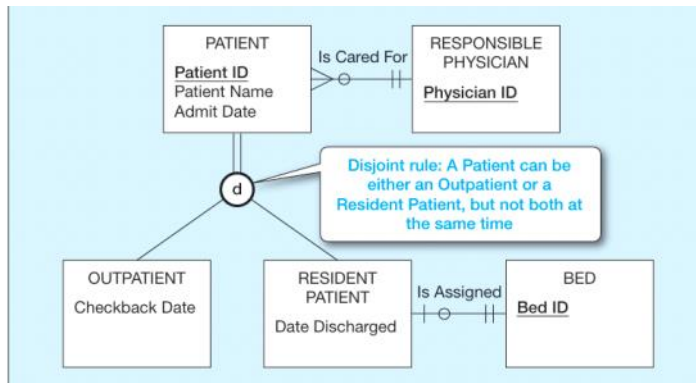 PATIENT
Patient ID
Patient Name
Admit Date
Is Cared For
RESPONSIBLE
PHYSICIAN
Physician ID
d
Disjoint rule: A Patient can be
either an Outpatient or a
Resident Patient, but not both at
the same time
OUTPATIENT
Checkback Date
RESIDENT
PATIENT
Date Discharged
Is Assigned
BED
Bed ID